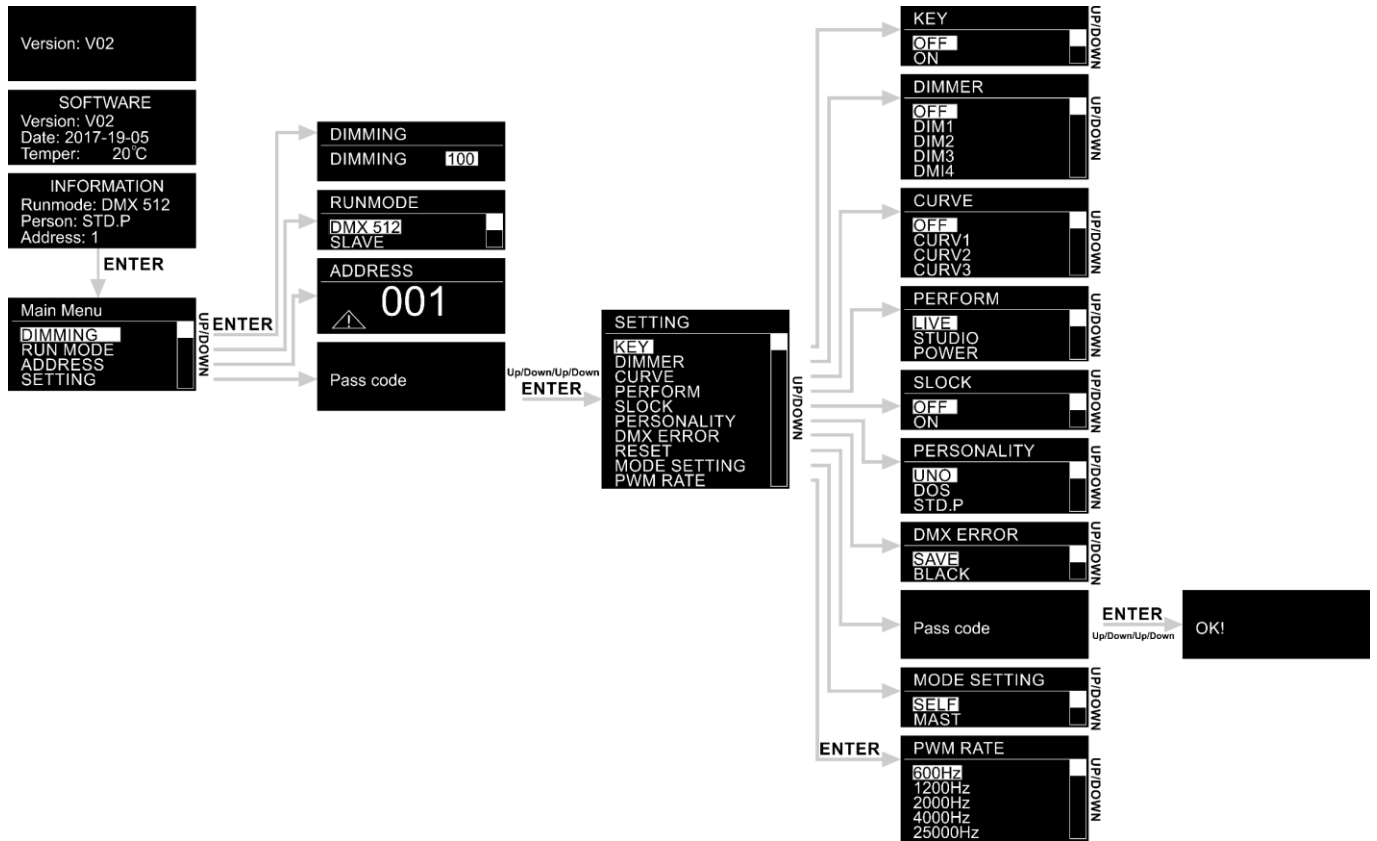 Version: V02
SOFTWARE
Version: V02
Date: 2017-19-05
Temper: 20°C
INFORMATION
Runmode: DMX 512
Person: STD.P
Address: 1
ENTER
Main Menu
DIMMING
RUN MODE
ADDRESS
SETTING
UP/DOWN
ENTER
DIMMING
DIMMING 100
RUNMODE
DMX 512
SLAVE
ADDRESS
001
Pass code
Up/Down/Up/Down
ENTER
SETTING
KEY
DIMMER
CURVE
PERFORM
SLOCK
PERSONALITY
DMX ERROR
RESET
MODE SETTING
PWM RATE
UP/DOWN
KEY
OFF
ON
UP/DOWN
DIMMER
OFF
DIM1
DIM2
DIM3
DMI4
UP/DOWN
CURVE
OFF
CURV1
CURV2
CURV3
UP/DOWN
PERFORM
LIVE
STUDIO
POWER
UP/DOWN
SLOCK
OFF
ON
UP/DOWN
PERSONALITY
UNO
DOS
STD.P
UP/DOWN
DMX ERROR
SAVE
BLACK
UP/DOWN
Pass code
ENTER
Up/Down/Up/Down
OK!
MODE SETTING
SELF
MAST
UP/DOWN
ENTER
PWM RATE
600Hz
1200Hz
2000Hz
4000Hz
25000Hz
UP/DOWN